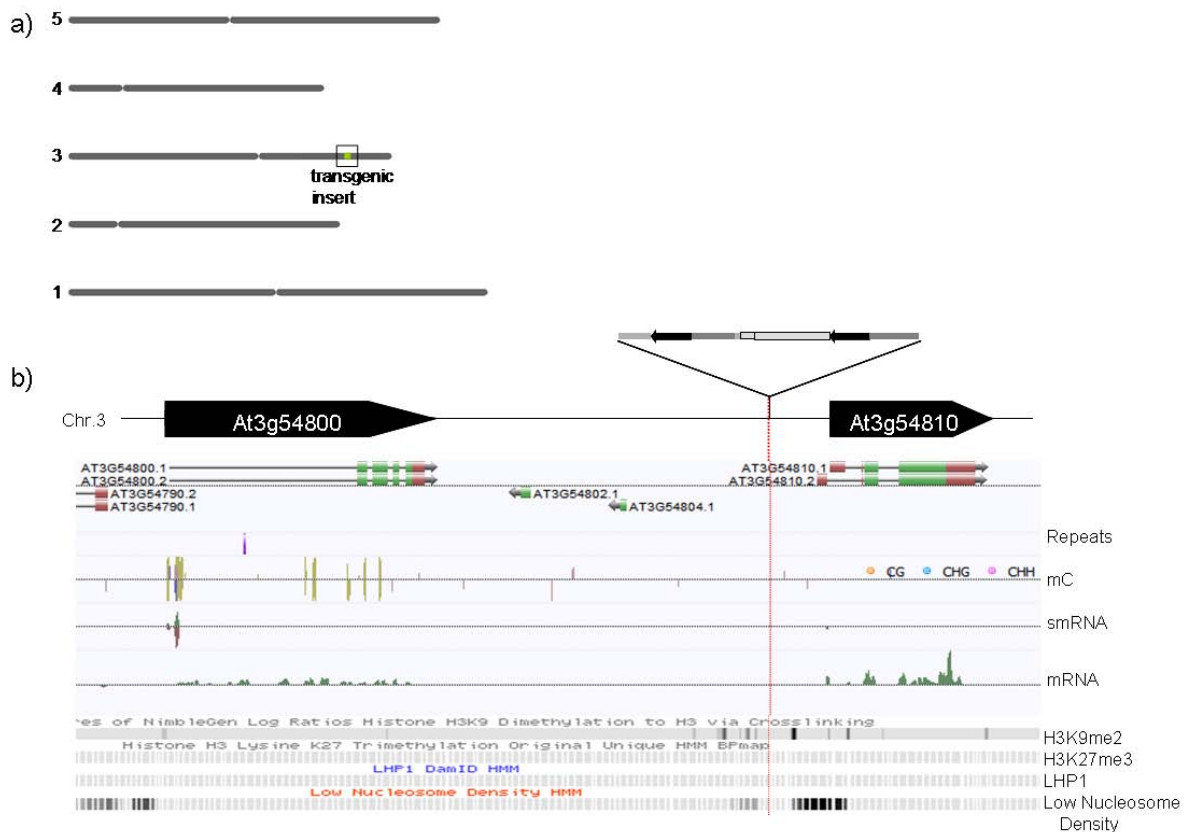 a)
5
4
3
transgenic
insert
2
1
b)
Chr.3
At3g54800
At3g54810
AT3G54800.1
AT3G54800.2
AT3G54790.2
AT3G54790.1
AT3G54802.1
AT3G54804.1
AT3G54810.1
AT3G54810.2
Repeats
CG CHG CHH
mC
smRNA
mRNA
res of NimbleGen Log Ratios Histone H3K9 Dimethylation to H3 via Crosslinking
H3K9me2
Histone H3 Lysine K27 Trimethylation Original Unique HMM BPmap
H3K27me3
LHP1 DamID HMM
LHP1
Low Nucleosome Density HMM
Low Nucleosome
Density